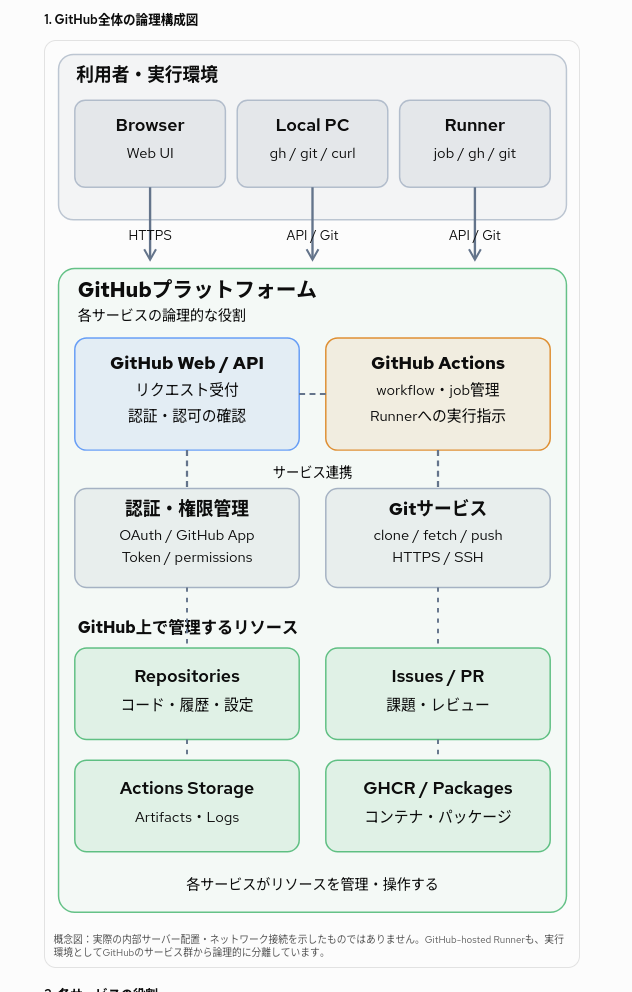 1. GitHub全体の論理構成図
利用者・実行環境
Browser
Web UI
Local PC
gh / git / curl
Runner
job / gh / git
HTTPS
API / Git
API / Git
GitHubプラットフォーム
各サービスの論理的な役割
GitHub Web / API
リクエスト受付
認証・認可の確認
GitHub Actions
workflow・job管理
Runnerへの実行指示
サービス連携
認証・権限管理
OAuth / GitHub App
Token / permissions
Gitサービス
clone / fetch / push
HTTPS / SSH
GitHub上で管理するリソース
Repositories
コード・履歴・設定
Issues / PR
課題・レビュー
Actions Storage
Artifacts・Logs
GHCR / Packages
コンテナ・パッケージ
各サービスがリソースを管理・操作する
概念図：実際の内部サーバー配置・ネットワーク接続を示したものではありません。GitHub-hosted Runnerも、実行
環境としてGitHubのサービス群から論理的に分離しています。
2. 各サービスの役割